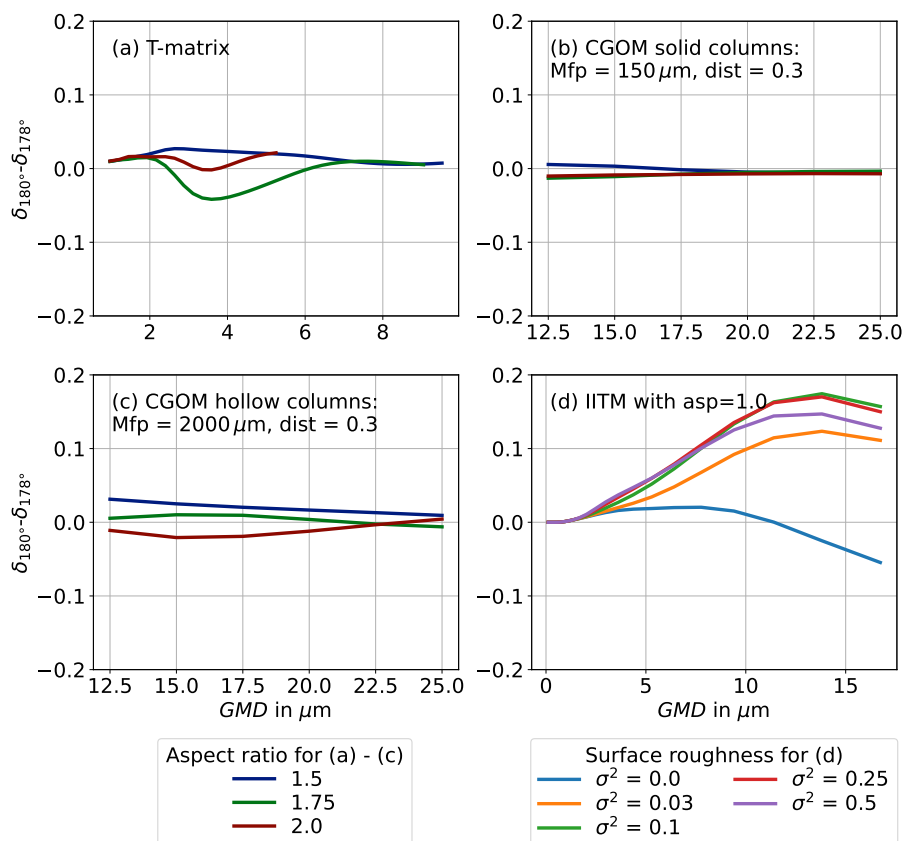 0.2
0.1
0.0
−0.1
−0.2
δ180°-δ178°
(a) T-matrix
2 4 6 8
0.2
0.1
0.0
−0.1
−0.2
(b) CGOM solid columns:
Mfp = 150 μm, dist = 0.3
12.5 15.0 17.5 20.0 22.5 25.0
0.2
0.1
0.0
−0.1
−0.2
δ180°-δ178°
(c) CGOM hollow columns:
Mfp = 2000 μm, dist = 0.3
12.5 15.0 17.5 20.0 22.5 25.0
GMD in μm
0.2
0.1
0.0
−0.1
−0.2
(d) IITM with asp=1.0
0 5 10 15
GMD in μm
Aspect ratio for (a) - (c)
1.5
1.75
2.0
Surface roughness for (d)
σ² = 0.0
σ² = 0.03
σ² = 0.1
σ² = 0.25
σ² = 0.5